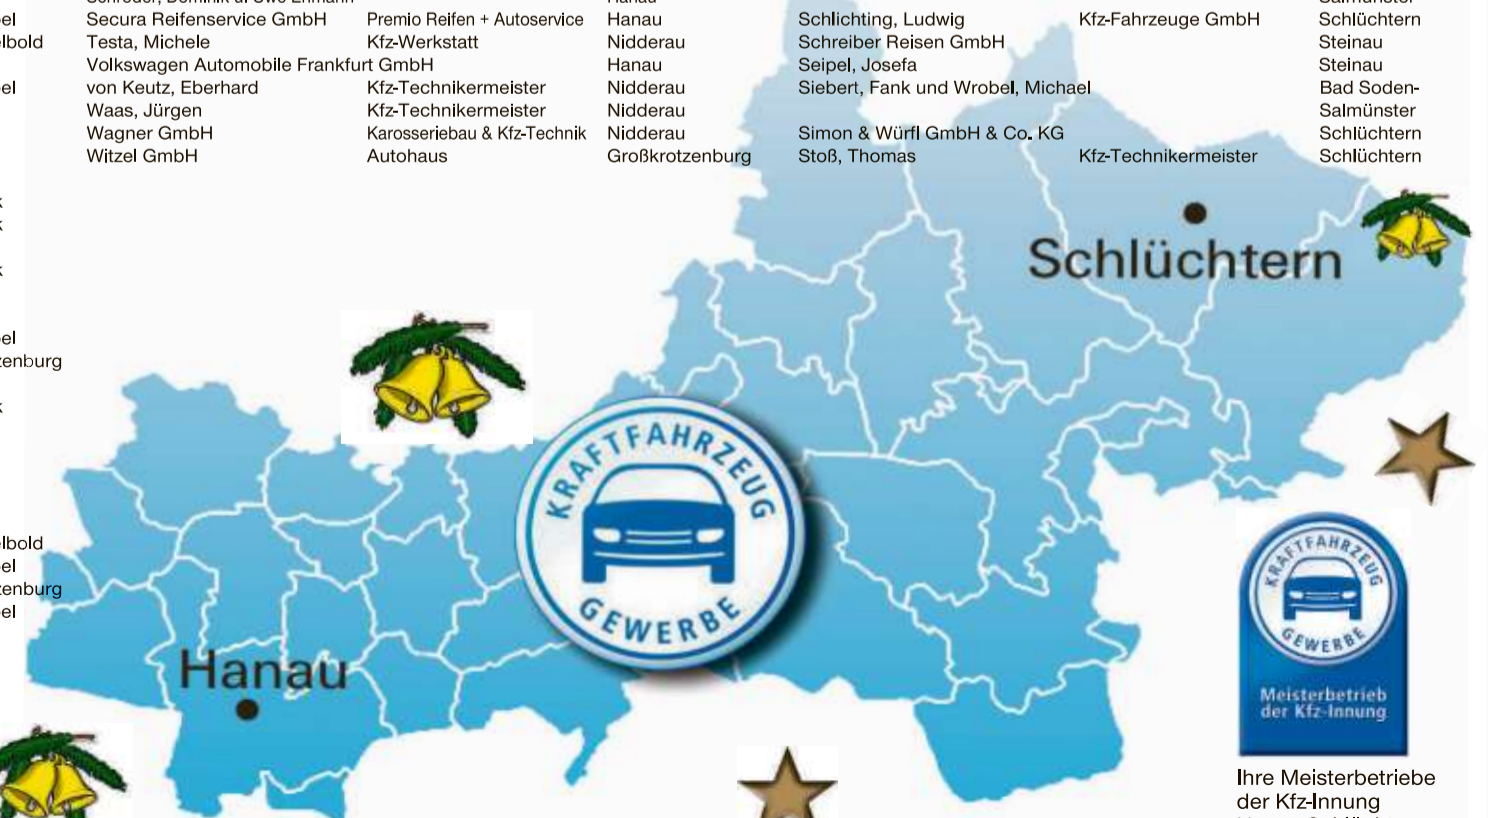 Secura Reifenservice GmbH Premio Reifen + Autoservice Hanau
Testa, Michele Kfz-Werkstatt Nidderau
Volkswagen Automobile Frankfurt GmbH Hanau
von Keutz, Eberhard Kfz-Technikermeister Nidderau
Waas, Jürgen Kfz-Technikermeister Nidderau
Wagner GmbH Karosseriebau & Kfz-Technik Nidderau
Witzel GmbH Autohaus Großkrotzenburg
Schlichting, Ludwig Kfz-Fahrzeuge GmbH Schlüchtern
Schreiber Reisen GmbH Steinau
Seipel, Josefa Steinau
Siebert, Fank und Wrobel, Michael Bad Soden-
Salmünster
Simon & Würfl GmbH & Co. KG Schlüchtern
Stoß, Thomas Kfz-Technikermeister Schlüchtern
Schlüchtern
KRAFTFAHRZEUG
GEWERBE
Hanau
KRAFTFAHRZEUG
GEWERBE
Meisterbetrieb
der Kfz-Innung
Ihre Meisterbetriebe
der Kfz-Innung